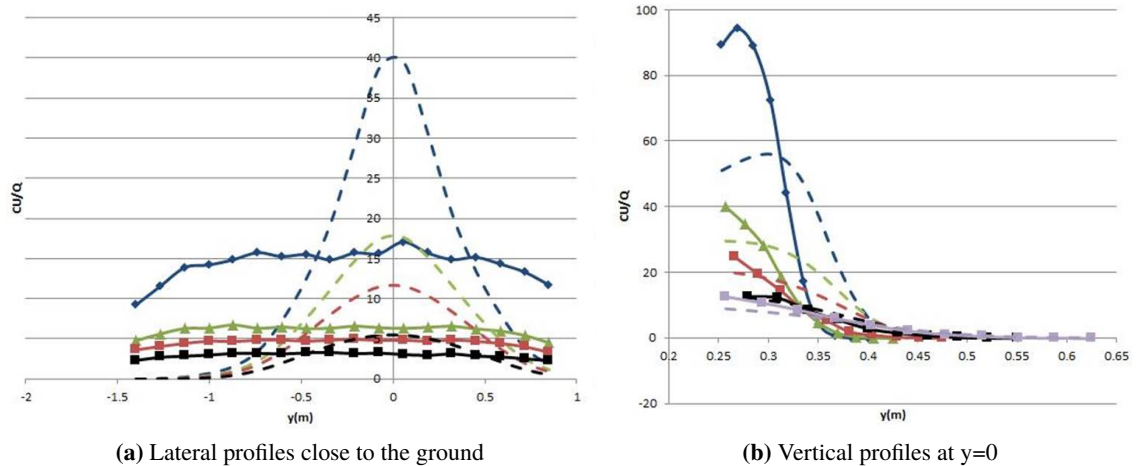 45
40
35
30
25
20
15
10
5
0
-2 -1.5 -1 -0.5 0 0.5 1
CU/Q
y(m)
(a) Lateral profiles close to the ground
100
80
60
40
20
0
-20
0.2 0.25 0.3 0.35 0.4 0.45 0.5 0.55 0.6 0.65
CU/Q
y(m)
(b) Vertical profiles at y=0